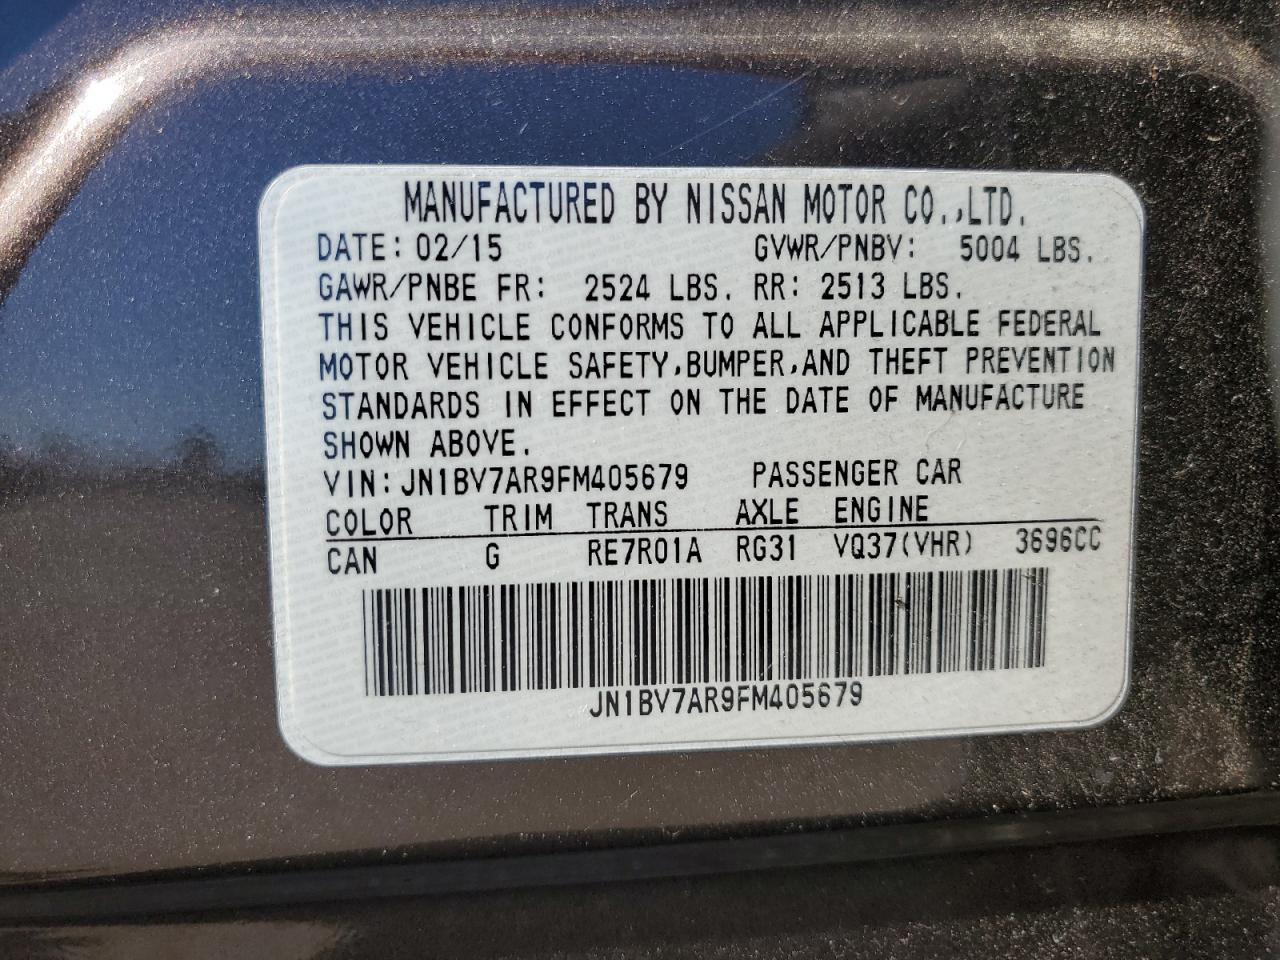 MANUFACTURED BY NISSAN MOTOR CO.,LTD.
DATE: 02/15 GVWR/PNBV: 5004 LBS.
GAWR/PNBE FR: 2524 LBS. RR: 2513 LBS.
THIS VEHICLE CONFORMS TO ALL APPLICABLE FEDERAL
MOTOR VEHICLE SAFETY,BUMPER,AND THEFT PREVENTION
STANDARDS IN EFFECT ON THE DATE OF MANUFACTURE
SHOWN ABOVE.
VIN: JN1BV7AR9FM405679 PASSENGER CAR
COLOR TRIM TRANS AXLE ENGINE
CAN G RE7R01A RG31 VQ37(VHR) 3696CC
JN1BV7AR9FM405679